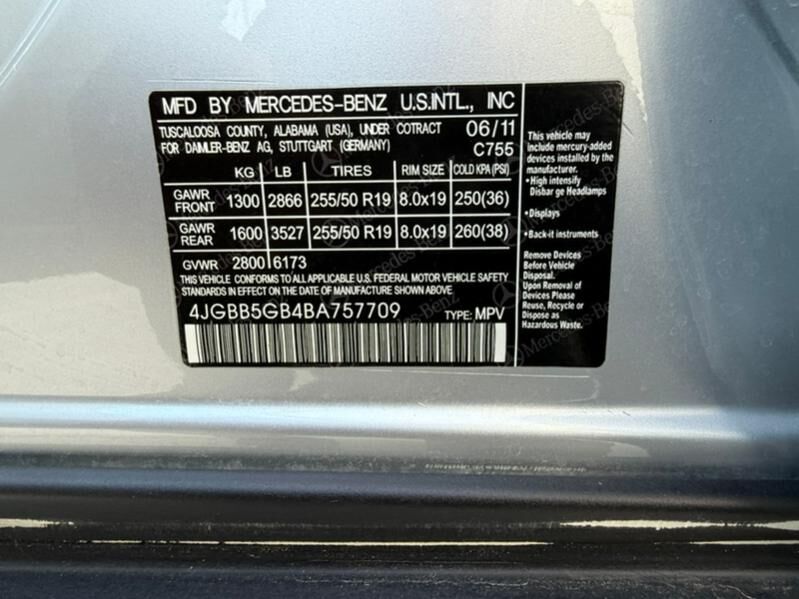 MFD BY MERCEDES-BENZ U.S.INTL., INC
TUSCALOOSA COUNTY, ALABAMA (USA), UNDER COTRACT 06/11
FOR DAIMLER-BENZ AG, STUTTGART (GERMANY) C755
KG LB TIRES RIM SIZE COLD KPA (PSI)
GAWR FRONT 1300 2866 255/50 R19 8.0x19 250(36)
GAWR REAR 1600 3527 255/50 R19 8.0x19 260(38)
GVWR 2800 6173
THIS VEHICLE CONFORMS TO ALL APPLICABLE U.S. FEDERAL MOTOR VEHICLE SAFETY
STANDARDS IN EFFECT ON THE DATE OF MANUFACTURE SHOWN ABOVE.
4JGBB5GB4BA757709 TYPE: MPV
This vehicle may
include mercury-added
devices installed by the
manufacturer.
• High intensify
Disbar ge Headlamps
• Displays
• Back-it instruments
Remove Devices
Before Vehicle
Disposal.
Upon Removal of
Devices Please
Reuse, Recycle or
Dispose as
Hazardous Waste.
Mercedes-Benz